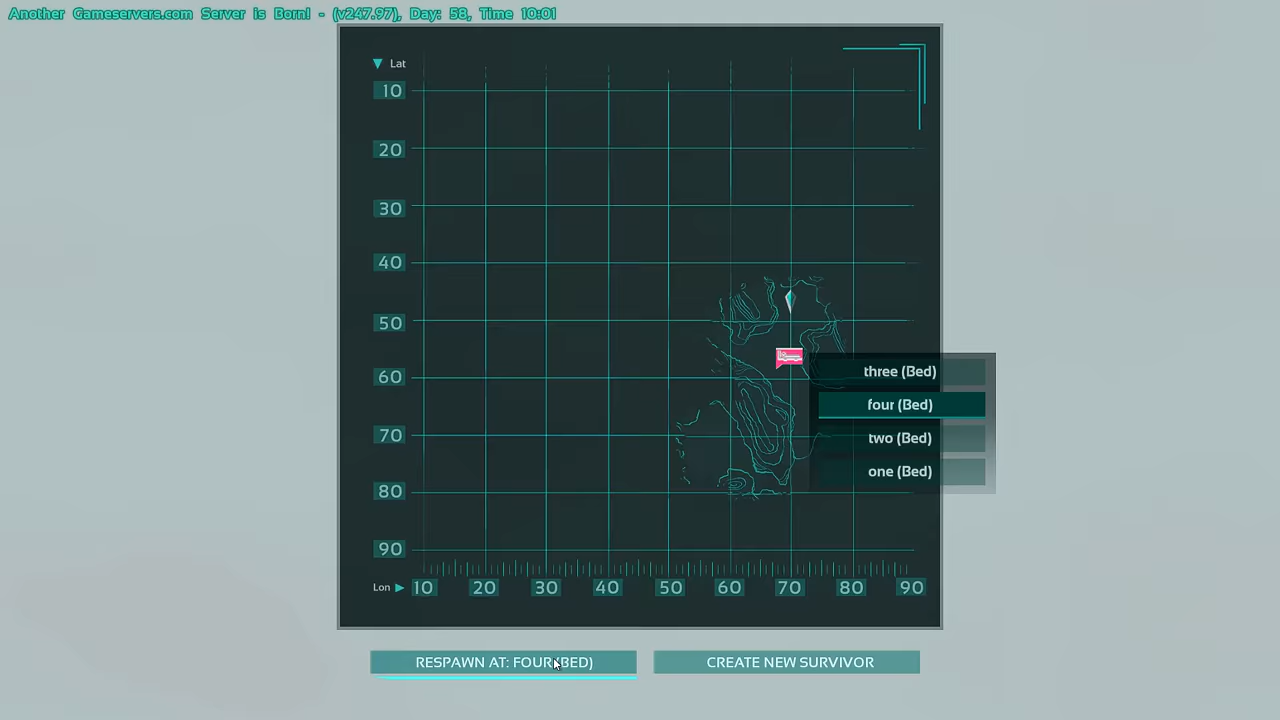 Another Gameservers.com Server is Born! - (v247.97), Day: 58, Time 10:01
Lat
10
20
30
40
50
60
70
80
90
three (Bed)
four (Bed)
two (Bed)
one (Bed)
Lon 10 20 30 40 50 60 70 80 90
RESPAWN AT: FOUR (BED)
CREATE NEW SURVIVOR